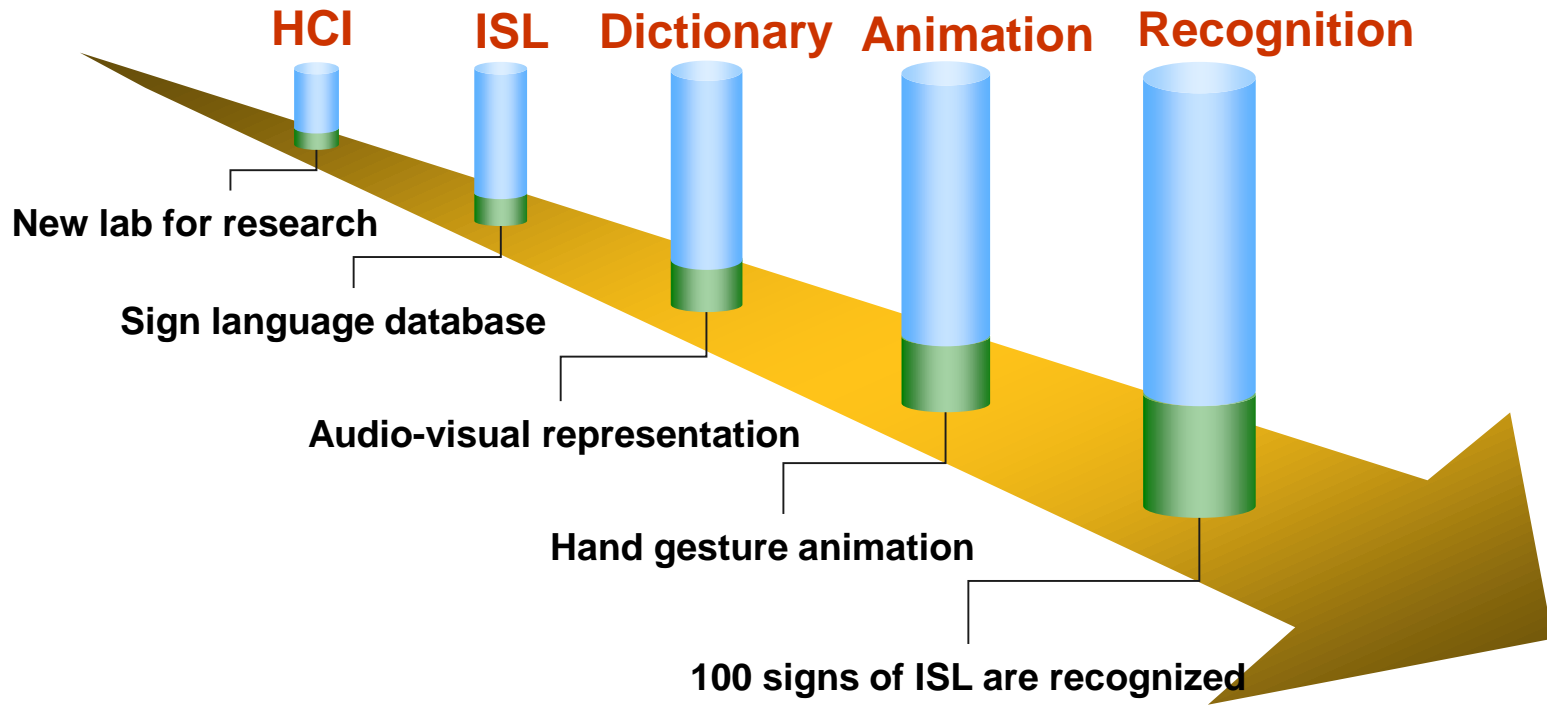 HCI
ISL
Dictionary
Animation
Recognition
New lab for research
Sign language database
Audio-visual representation
Hand gesture animation
100 signs of ISL are recognized